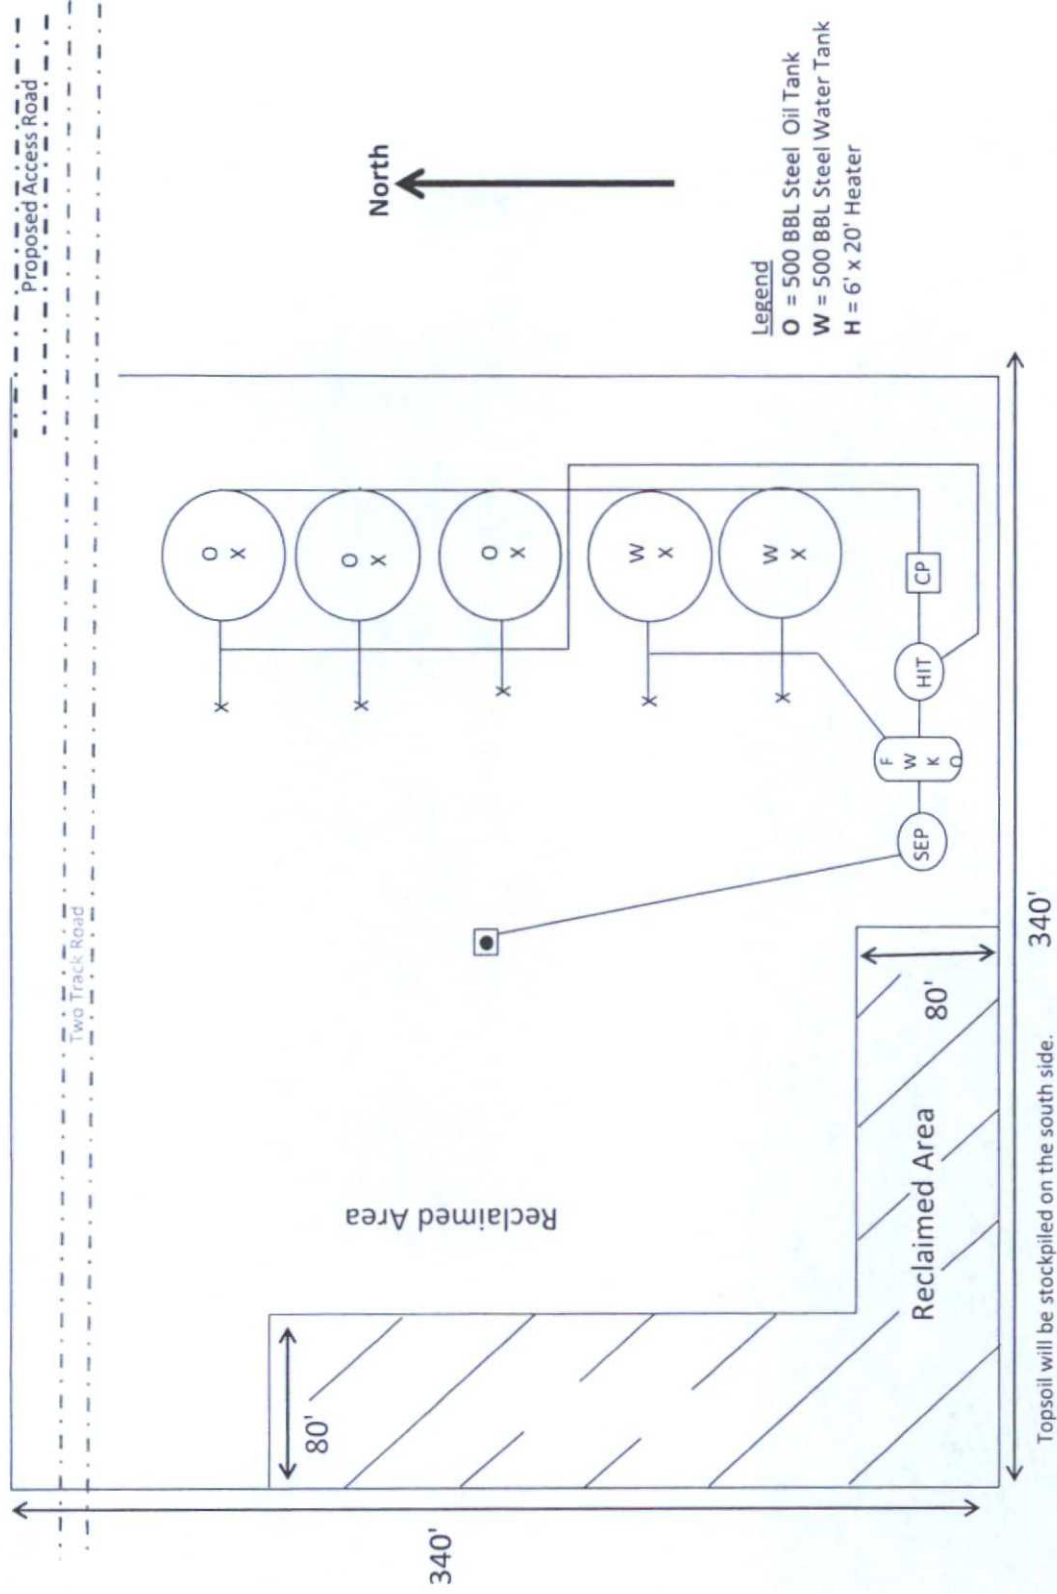 Proposed Access Road
Two Track Road
North
Legend
O = 500 BBL Steel Oil Tank
W = 500 BBL Steel Water Tank
H = 6' x 20' Heater
O
X
O
X
O
X
W
X
W
X
X
X
X
X
X
CP
HIT
F
W
K
O
SEP
Reclaimed Area
80'
80'
Reclaimed Area
340'
340'
Topsoil will be stockpiled on the south side.